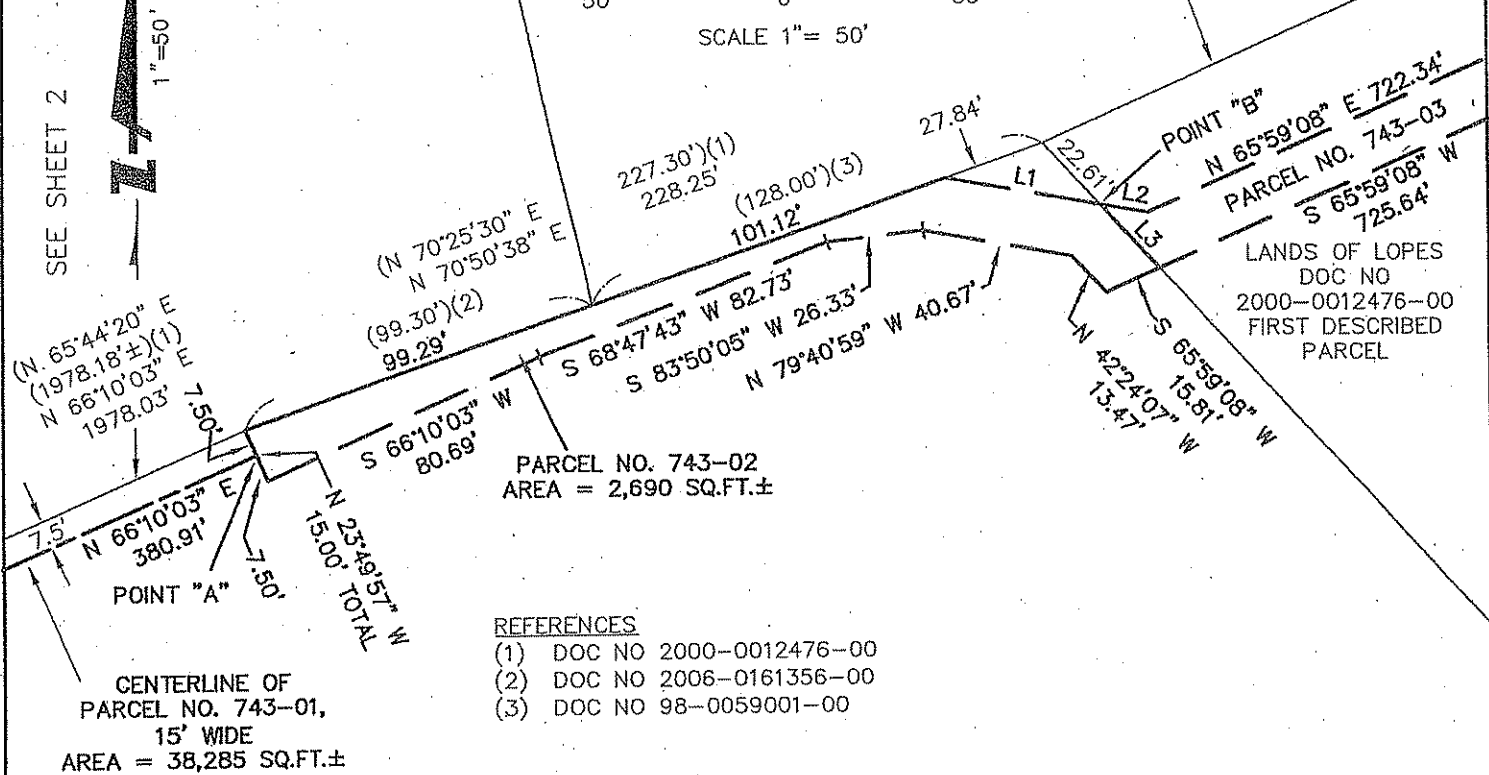 SCALE 1"= 50'
1"=50'
SEE SHEET 2
27.84'
22.61'
POINT "B"
N 65°59'08" E 722.34'
PARCEL NO. 743-03
S 65°59'08" W
725.64'
L1
L2
L3
LANDS OF LOPES
DOC NO
2000-0012476-00
FIRST DESCRIBED
PARCEL
227.30')(1)
228.25'
(128.00')(3)
101.12'
(N 70°25'30" E
N 70°50'38" E
(99.30')(2)
99.29'
(N. 65°44'20" E
(1978.18'±)(1)
N 66°10'03" E
1978.03'
7.50'
S 68°47'43" W 82.73'
S 83°50'05" W 26.33'
N 79°40'59" W 40.67'
S 65°59'08" W
15.81'
N 42°24'07" W
13.47'
S 66°10'03" W
80.69'
PARCEL NO. 743-02
AREA = 2,690 SQ.FT.±
7.5'
N 66°10'03" E
380.91'
7.50'
N 23°49'57" W
15.00' TOTAL
POINT "A"
CENTERLINE OF
PARCEL NO. 743-01,
15' WIDE
AREA = 38,285 SQ.FT.±
REFERENCES
(1) DOC NO 2000-0012476-00
(2) DOC NO 2006-0161356-00
(3) DOC NO 98-0059001-00